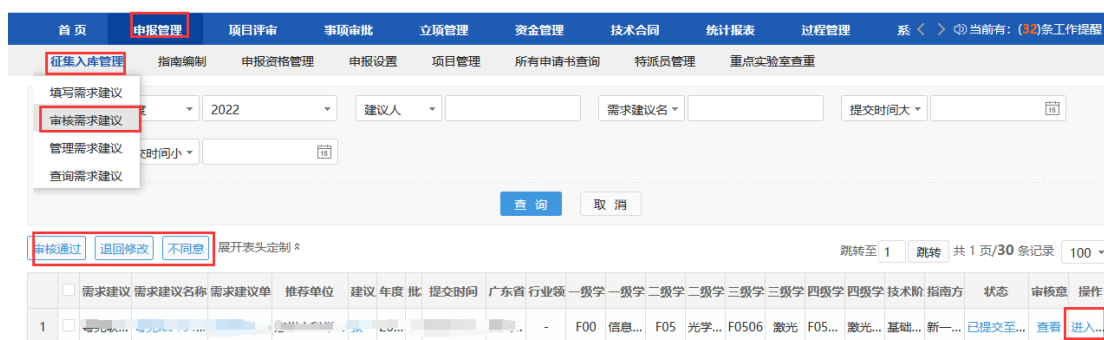 首 页 申报管理 项目评审 事项审批 立项管理 资金管理 技术合同 统计报表 过程管理 当前有：(32)条工作提醒
征集入库管理 指南编制 申报资格管理 申报设置 项目管理 所有申请书查询 特派员管理 重点实验室查重
填写需求建议
2022 建议人 需求建议名 提交时间大
审核需求建议
管理需求建议 交时间小
查询需求建议
查 询 取 消
审核通过 退回修改 不同意 展开表头定制 跳转至 1 跳转 共 1 页/30 条记录 100
需求建议 需求建议名称 需求建议单 推荐单位 建议 年度 批 提交时间 广东省 行业领 一级学 一级学 二级学 二级学 三级学 三级学 四级学 四级学 技术阶 指南方 状态 审核意 操作
1 - F00 信息... F05 光学... F0506 激光 F05... 激光... 基础... 新一... 已提交至... 查看 进入...